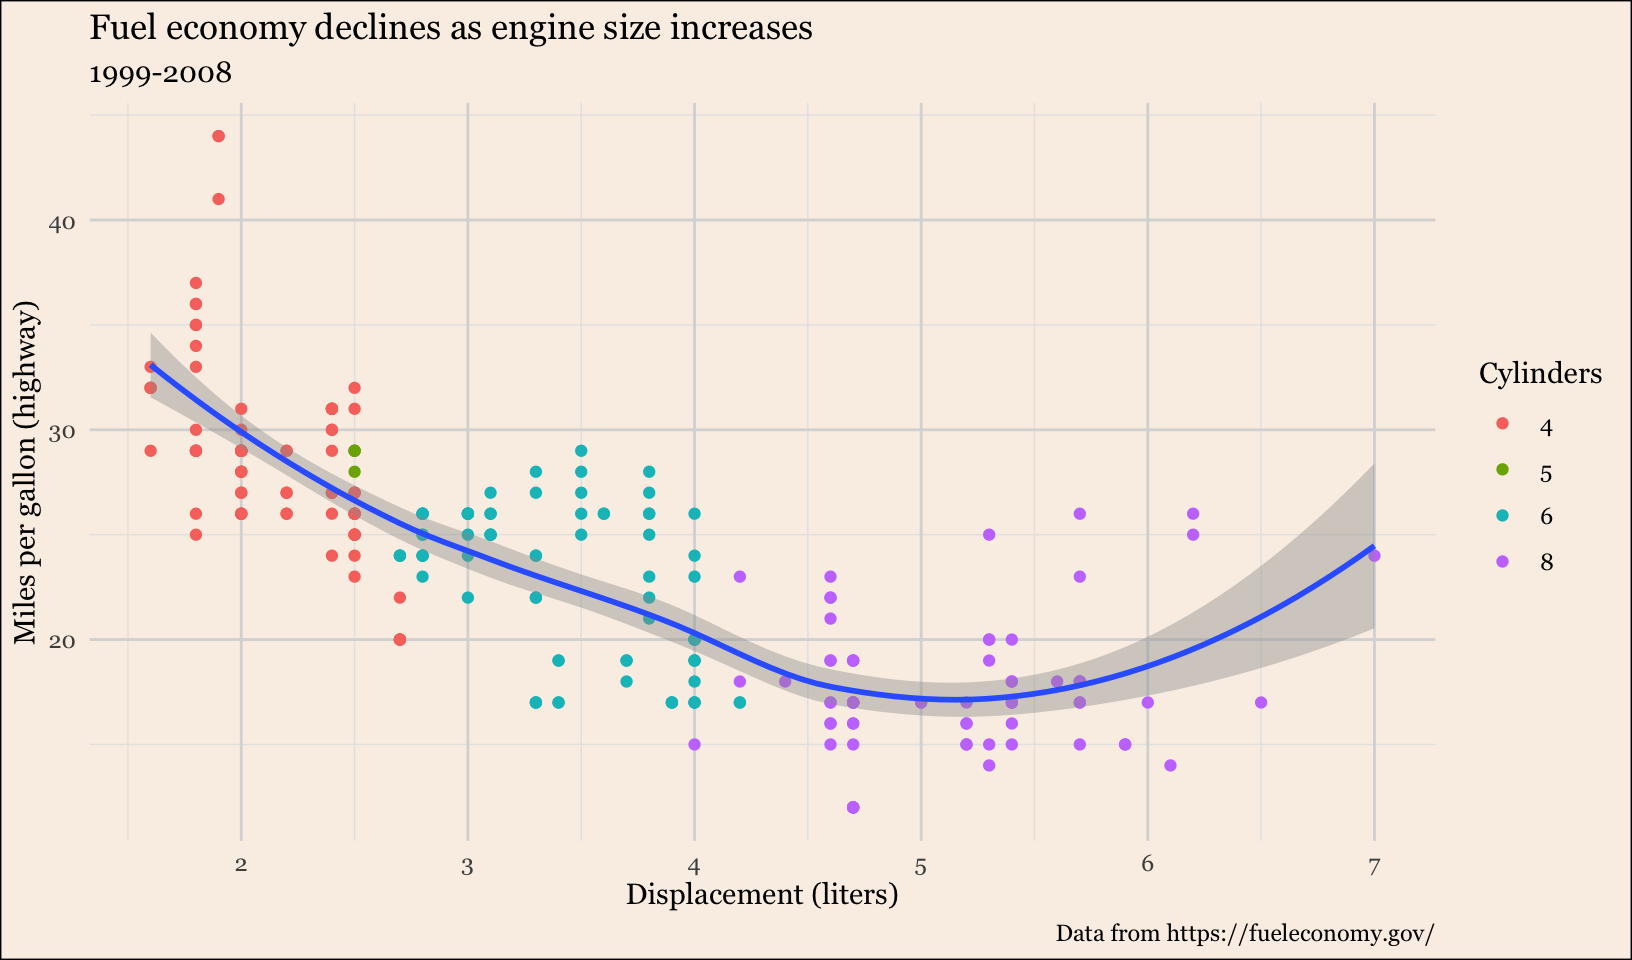 Fuel economy declines as engine size increases
1999-2008
Miles per gallon (highway)
40
30
20
2 3 4 5 6 7
Displacement (liters)
Cylinders
4
5
6
8
Data from https://fueleconomy.gov/